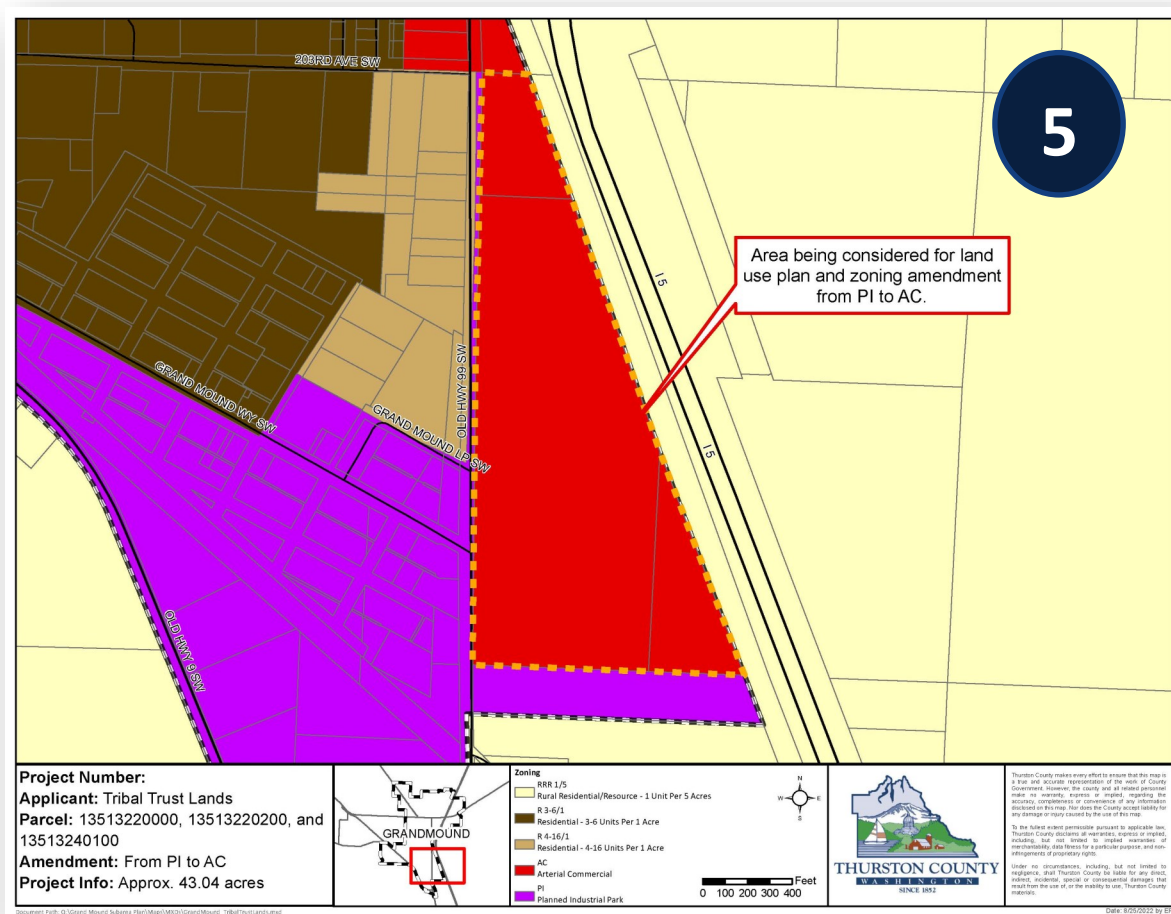 203RD AVE SW
5
Area being considered for land
use plan and zoning amendment
from PI to AC.
I 5
I 5
OLD HWY 99 SW
GRAND MOUND WY SW
GRAND MOUND LP SW
OLD HWY 9 SW
Project Number:
Applicant: Tribal Trust Lands
Parcel: 13513220000, 13513220200, and
13513240100
Amendment: From PI to AC
Project Info: Approx. 43.04 acres
GRANDMOUND
Zoning
RRR 1/5
Rural Residential/Resource - 1 Unit Per 5 Acres
R 3-6/1
Residential - 3-6 Units Per 1 Acre
R 4-16/1
Residential - 4-16 Units Per 1 Acre
AC
Arterial Commercial
PI
Planned Industrial Park
N
W E
S
Feet
0 100 200 300 400
THURSTON COUNTY
WASHINGTON
SINCE 1852
Thurston County makes every effort to ensure that this map is
a true and accurate representation of the work of County
Government. However, the county and all related personnel
make no warranty, express or implied, regarding the
accuracy, completeness or convenience of any information
disclosed on this map. Nor does the County accept liability for
any damage or injury caused by the use of this map.
To the fullest extent permissible pursuant to applicable law,
Thurston County disclaims all warranties, express or implied,
including, but not limited to implied warranties of
merchantability, data fitness for a particular purpose, and non-
infringements of proprietary rights.
Under no circumstances, including, but not limited to
negligence, shall Thurston County be liable for any direct,
indirect, incidental, special or consequential damages that
result from the use of, or the inability to use, Thurston County
materials.
Date: 8/25/2022 by